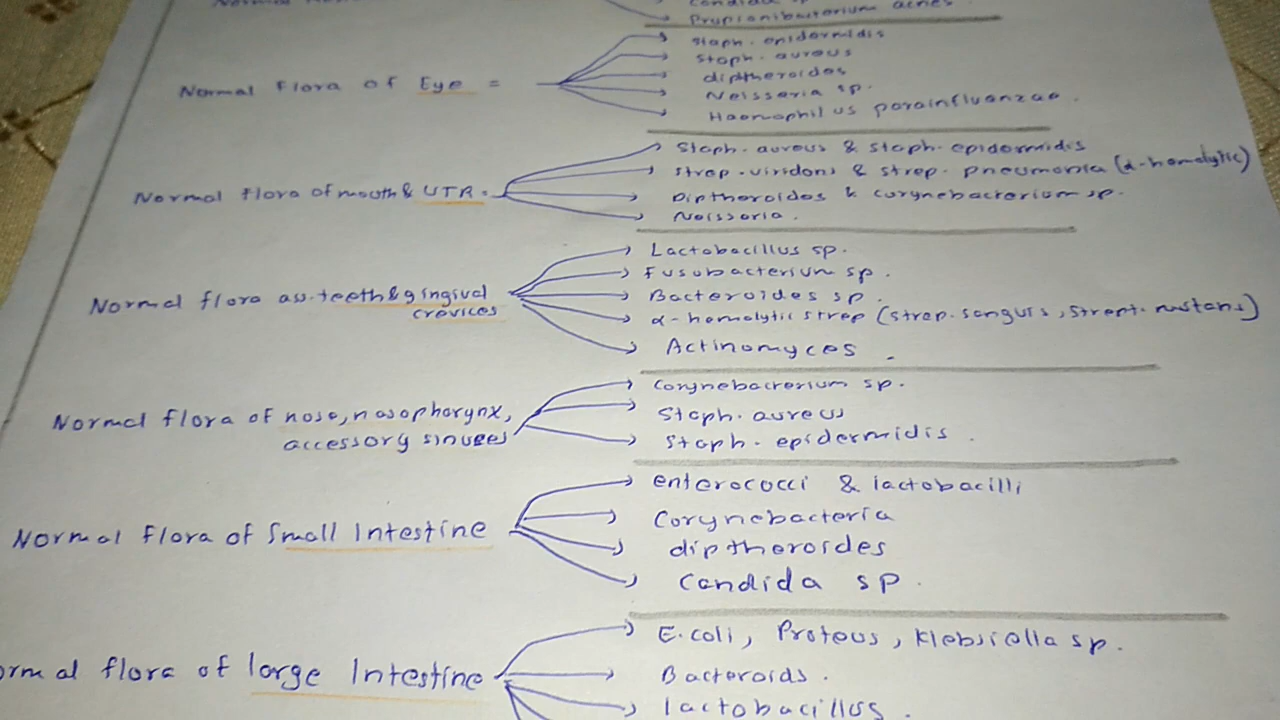 Candida sp
Propionibacterium acnes
Normal Flora of Eye =
Staph. epidermidis
Staph. aureus
diptheroides
Neisseria sp.
Haemophilus parainfluenzae.
Normal flora of mouth & UTR.
Staph. aureus & Staph. epidermidis
Strep. viridans & Strep. pneumonia (α-hemolytic)
Diptheroides & corynebacterium sp.
Neisseria.
Normal flora ass. teeth & gingival
crevices
Lactobacillus sp.
Fusobacterium sp.
Bacteroides sp.
α-hemolytic strep (Strep. sanguis, Strept. mutans)
Actinomyces.
Normal flora of nose, nasopharynx,
accessory sinuses
Corynebacterium sp.
Staph. aureus
Staph. epidermidis.
Normal flora of Small Intestine
enterococci & lactobacilli
Corynebacteria
diptheroides
Candida sp.
ormal flora of large Intestine
E.coli, Proteus, Klebsiella sp.
Bacteroids.
lactobacillus.